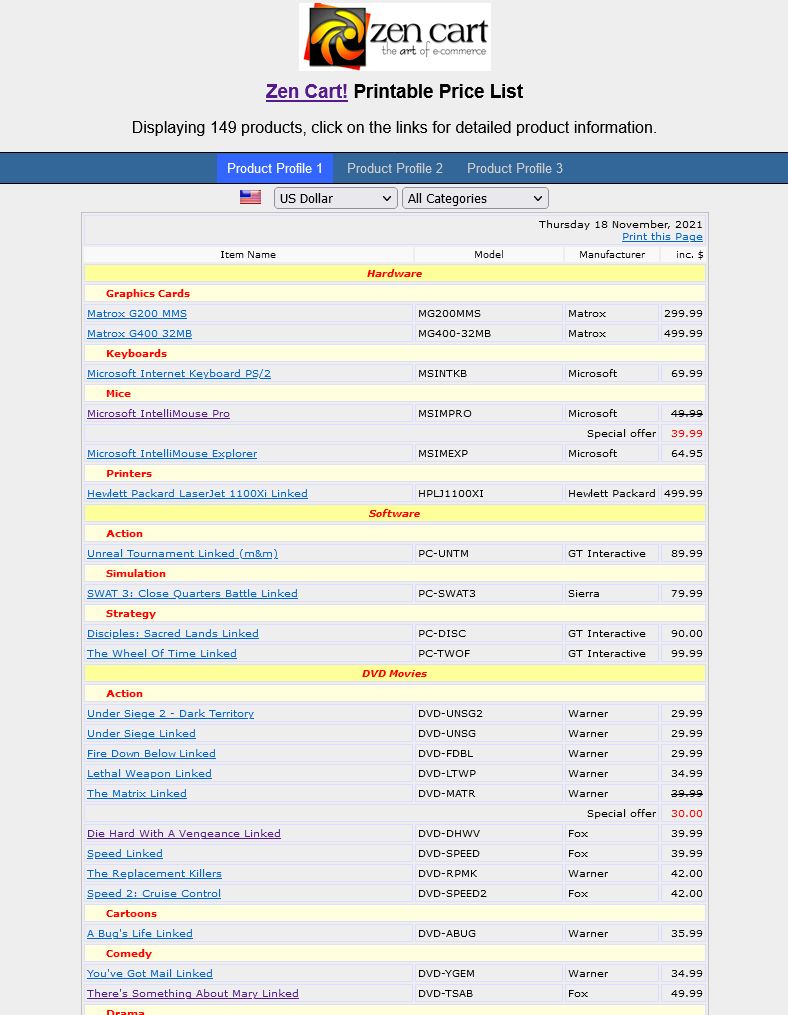 zen cart
the art of e-commerce
Zen Cart! Printable Price List
Displaying 149 products, click on the links for detailed product information.
Product Profile 1 Product Profile 2 Product Profile 3
US Dollar All Categories
Thursday 18 November, 2021
Print this Page
Item Name Model Manufacturer inc. $
Hardware
Graphics Cards
Matrox G200 MMS MG200MMS Matrox 299.99
Matrox G400 32MB MG400-32MB Matrox 499.99
Keyboards
Microsoft Internet Keyboard PS/2 MSINTKB Microsoft 69.99
Mice
Microsoft IntelliMouse Pro MSIMPRO Microsoft 49.99
Special offer 39.99
Microsoft IntelliMouse Explorer MSIMEXP Microsoft 64.95
Printers
Hewlett Packard LaserJet 1100Xi Linked HPLJ1100XI Hewlett Packard 499.99
Software
Action
Unreal Tournament Linked (m&m) PC-UNTM GT Interactive 89.99
Simulation
SWAT 3: Close Quarters Battle Linked PC-SWAT3 Sierra 79.99
Strategy
Disciples: Sacred Lands Linked PC-DISC GT Interactive 90.00
The Wheel Of Time Linked PC-TWOF GT Interactive 99.99
DVD Movies
Action
Under Siege 2 - Dark Territory DVD-UNSG2 Warner 29.99
Under Siege Linked DVD-UNSG Warner 29.99
Fire Down Below Linked DVD-FDBL Warner 29.99
Lethal Weapon Linked DVD-LTWP Warner 34.99
The Matrix Linked DVD-MATR Warner 39.99
Special offer 30.00
Die Hard With A Vengeance Linked DVD-DHWV Fox 39.99
Speed Linked DVD-SPEED Fox 39.99
The Replacement Killers DVD-RPMK Warner 42.00
Speed 2: Cruise Control DVD-SPEED2 Fox 42.00
Cartoons
A Bug's Life Linked DVD-ABUG Warner 35.99
Comedy
You've Got Mail Linked DVD-YGEM Warner 34.99
There's Something About Mary Linked DVD-TSAB Fox 49.99
Drama